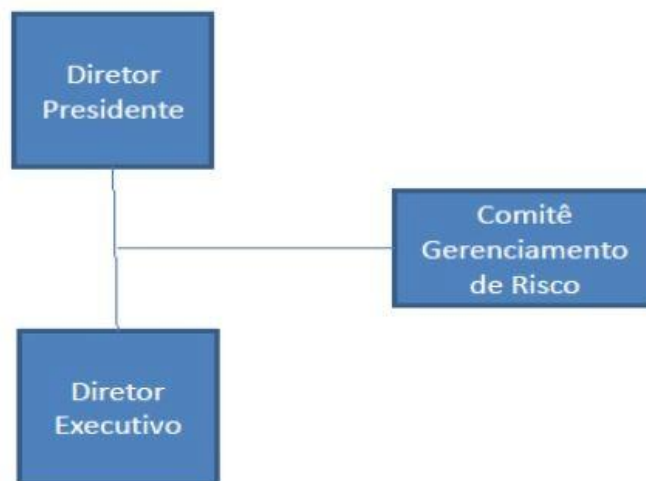 Diretor
Presidente
Comitê
Gerenciamento
de Risco
Diretor
Executivo